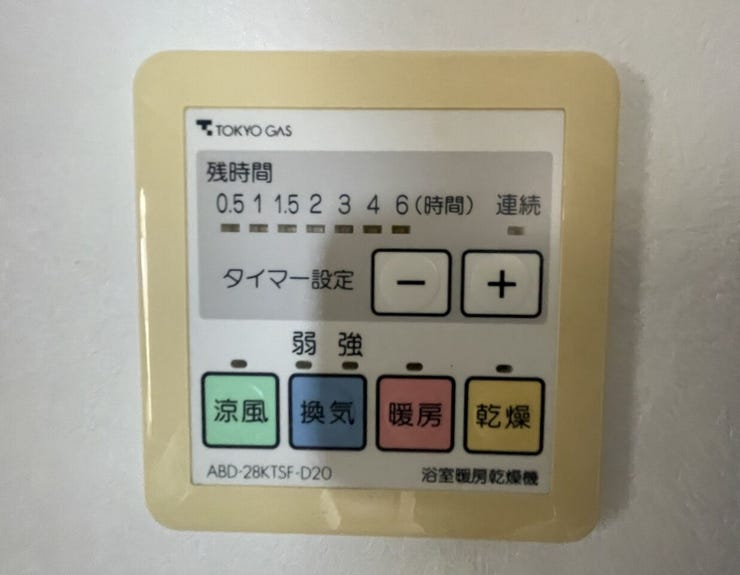 TOKYO GAS
残時間
0.5 1 1.5 2 3 4 6 (時間) 連続
タイマー設定 − +
弱 強
涼風 換気 暖房 乾燥
ABD-28KTSF-D20 浴室暖房乾燥機